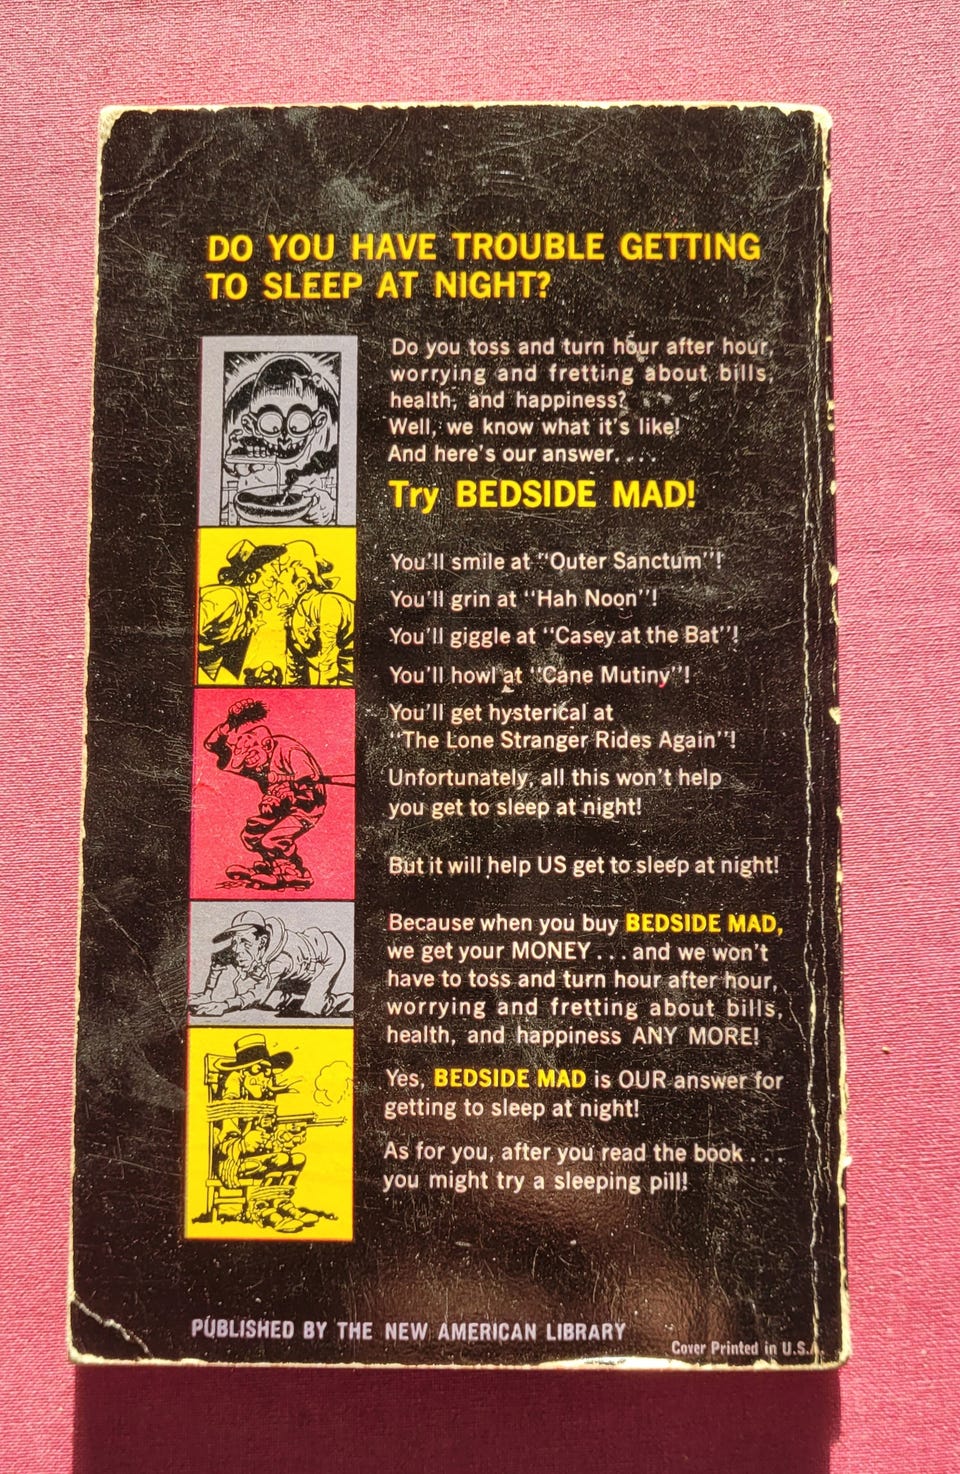 DO YOU HAVE TROUBLE GETTING
TO SLEEP AT NIGHT?
Do you toss and turn hour after hour,
worrying and fretting about bills,
health, and happiness?
Well, we know what it's like!
And here's our answer....
Try BEDSIDE MAD!
You'll smile at "Outer Sanctum"!
You'll grin at "Hah Noon"!
You'll giggle at "Casey at the Bat"!
You'll howl at "Cane Mutiny"!
You'll get hysterical at
"The Lone Stranger Rides Again"!
Unfortunately, all this won't help
you get to sleep at night!
But it will help US get to sleep at night!
Because when you buy BEDSIDE MAD,
we get your MONEY...and we won't
have to toss and turn hour after hour,
worrying and fretting about bills,
health, and happiness ANY MORE!
Yes, BEDSIDE MAD is OUR answer for
getting to sleep at night!
As for you, after you read the book....
you might try a sleeping pill!
PUBLISHED BY THE NEW AMERICAN LIBRARY
Cover Printed in U.S.A.